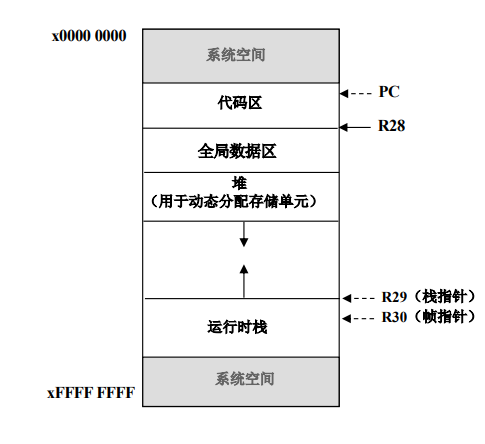 x0000 0000
系统空间
PC
代码区
R28
全局数据区
堆
（用于动态分配存储单元）
R29（栈指针）
R30（帧指针）
运行时栈
系统空间
xFFFF FFFF